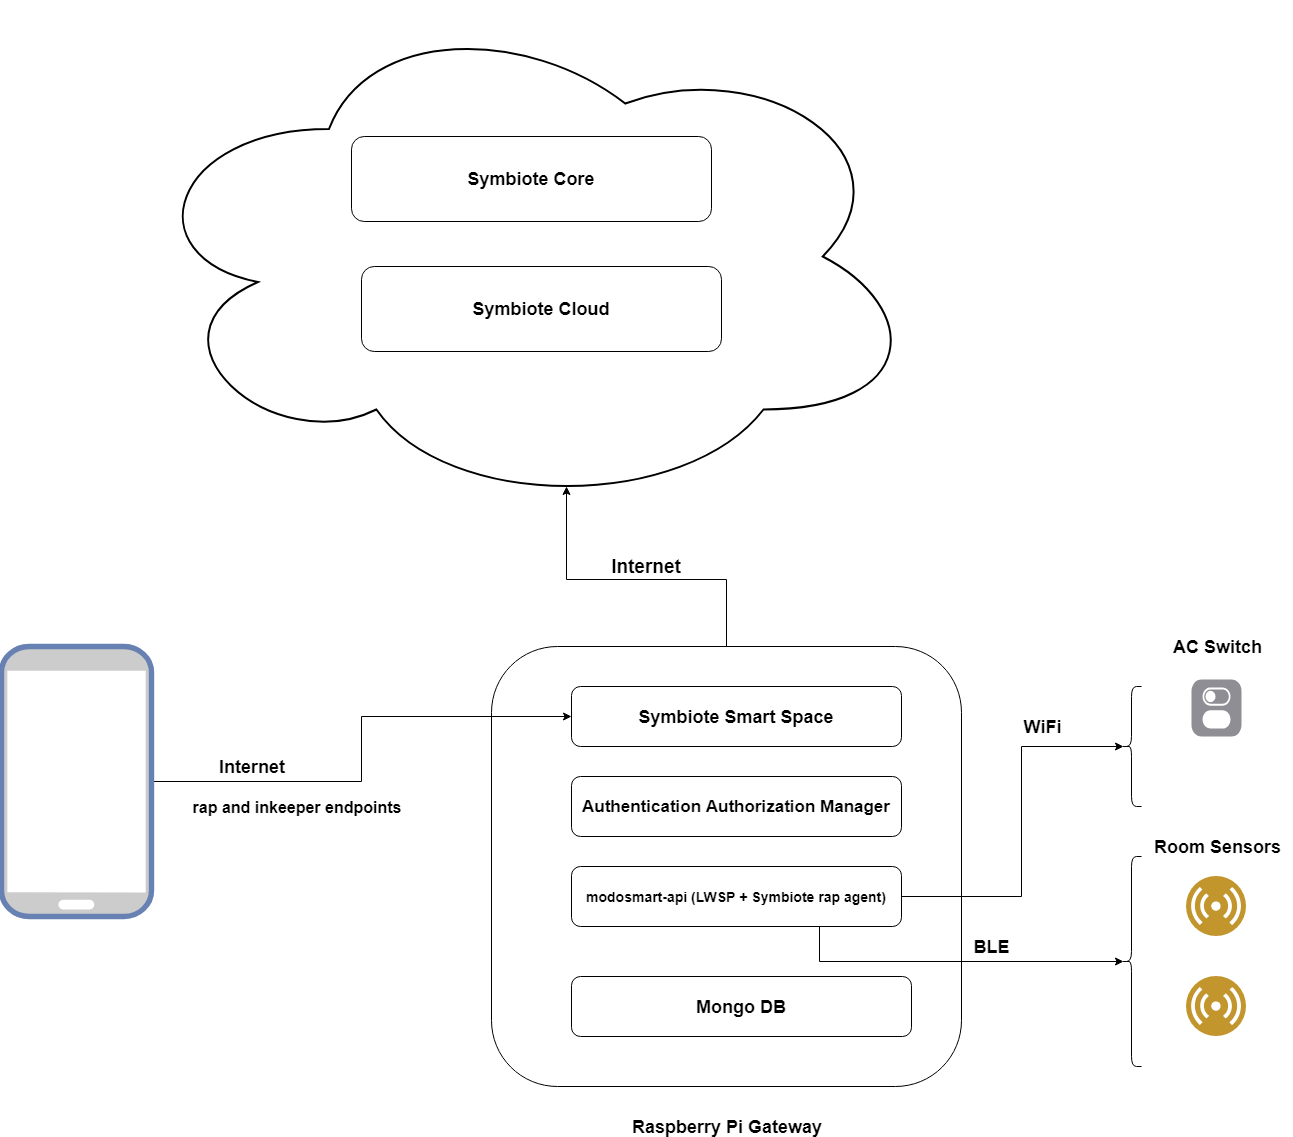 Symbiote Core
Symbiote Cloud
Internet
AC Switch
Symbiote Smart Space
WiFi
Internet
rap and inkeeper endpoints
Authentication Authorization Manager
Room Sensors
modosmart-api (LWSP + Symbiote rap agent)
BLE
Mongo DB
Raspberry Pi Gateway